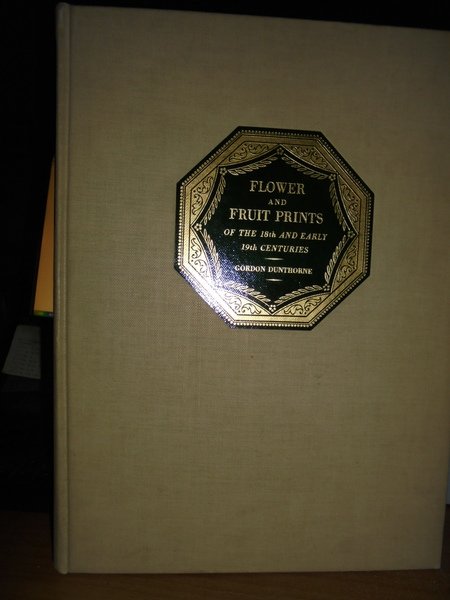 FLOWER
AND
FRUIT PRINTS
OF THE 18th AND EARLY
19th CENTURIES
GORDON DUNTHORNE